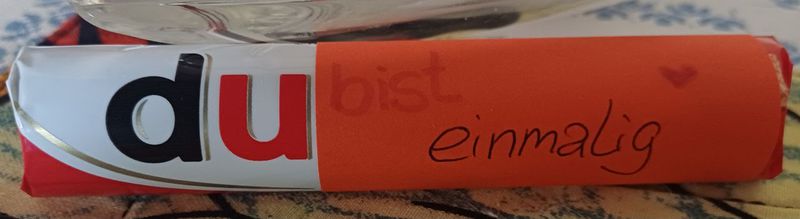 du bist
einmalig